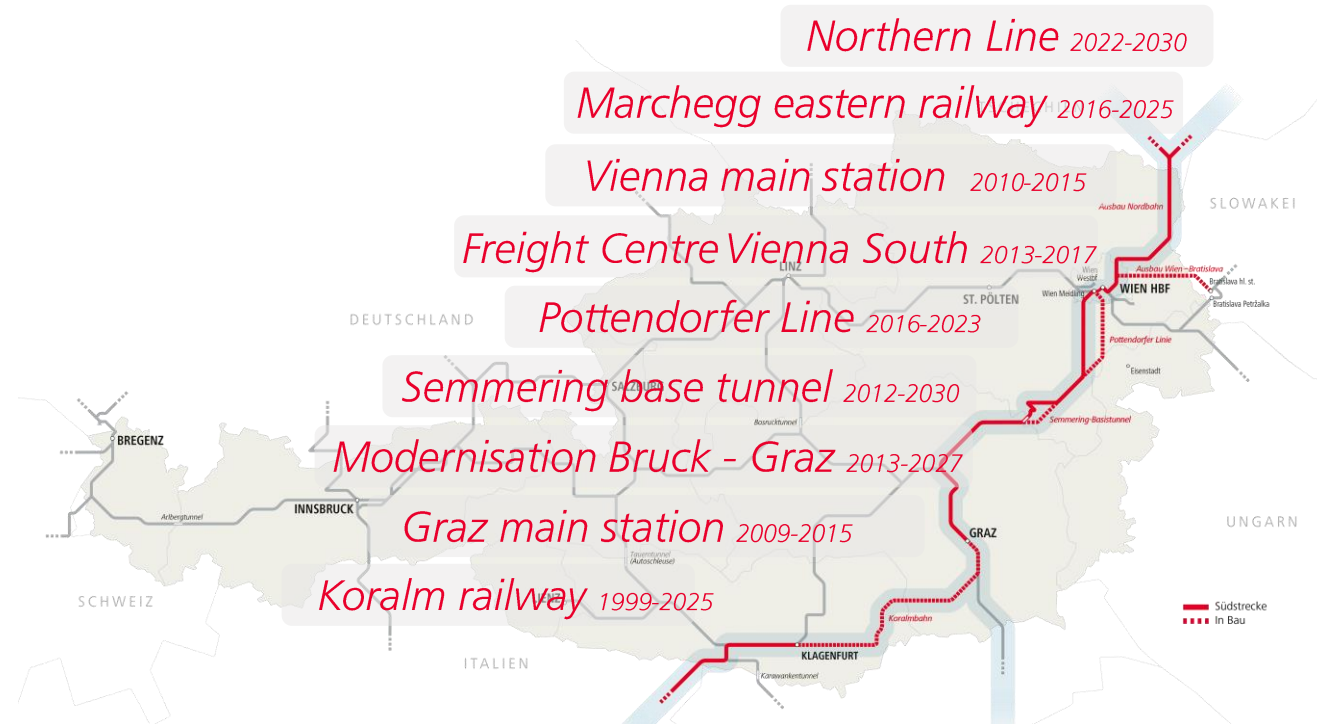 Northern Line 2022-2030
Marchegg eastern railway 2016-2025
Vienna main station 2010-2015
Freight Centre Vienna South 2013-2017
Pottendorfer Line 2016-2023
Semmering base tunnel 2012-2030
Modernisation Bruck - Graz 2013-2027
Graz main station 2009-2015
Koralm railway 1999-2025
Ausbau Nordbahn
SLOWAKEI
LINZ
Wien
Westbf
Ausbau Wien–Bratislava
Bratislava hl. st.
Wien Meidling
WIEN HBF
ST. PÖLTEN
Bratislava Petržalka
DEUTSCHLAND
Pottendorfer Linie
Eisenstadt
SALZBURG
Semmering-Basistunnel
Bosrucktunnel
BREGENZ
INNSBRUCK
Arlbergtunnel
UNGARN
GRAZ
Tauerntunnel
(Autoschleuse)
SCHWEIZ
Südstrecke
In Bau
Koralmbahn
ITALIEN
KLAGENFURT
Karawankentunnel